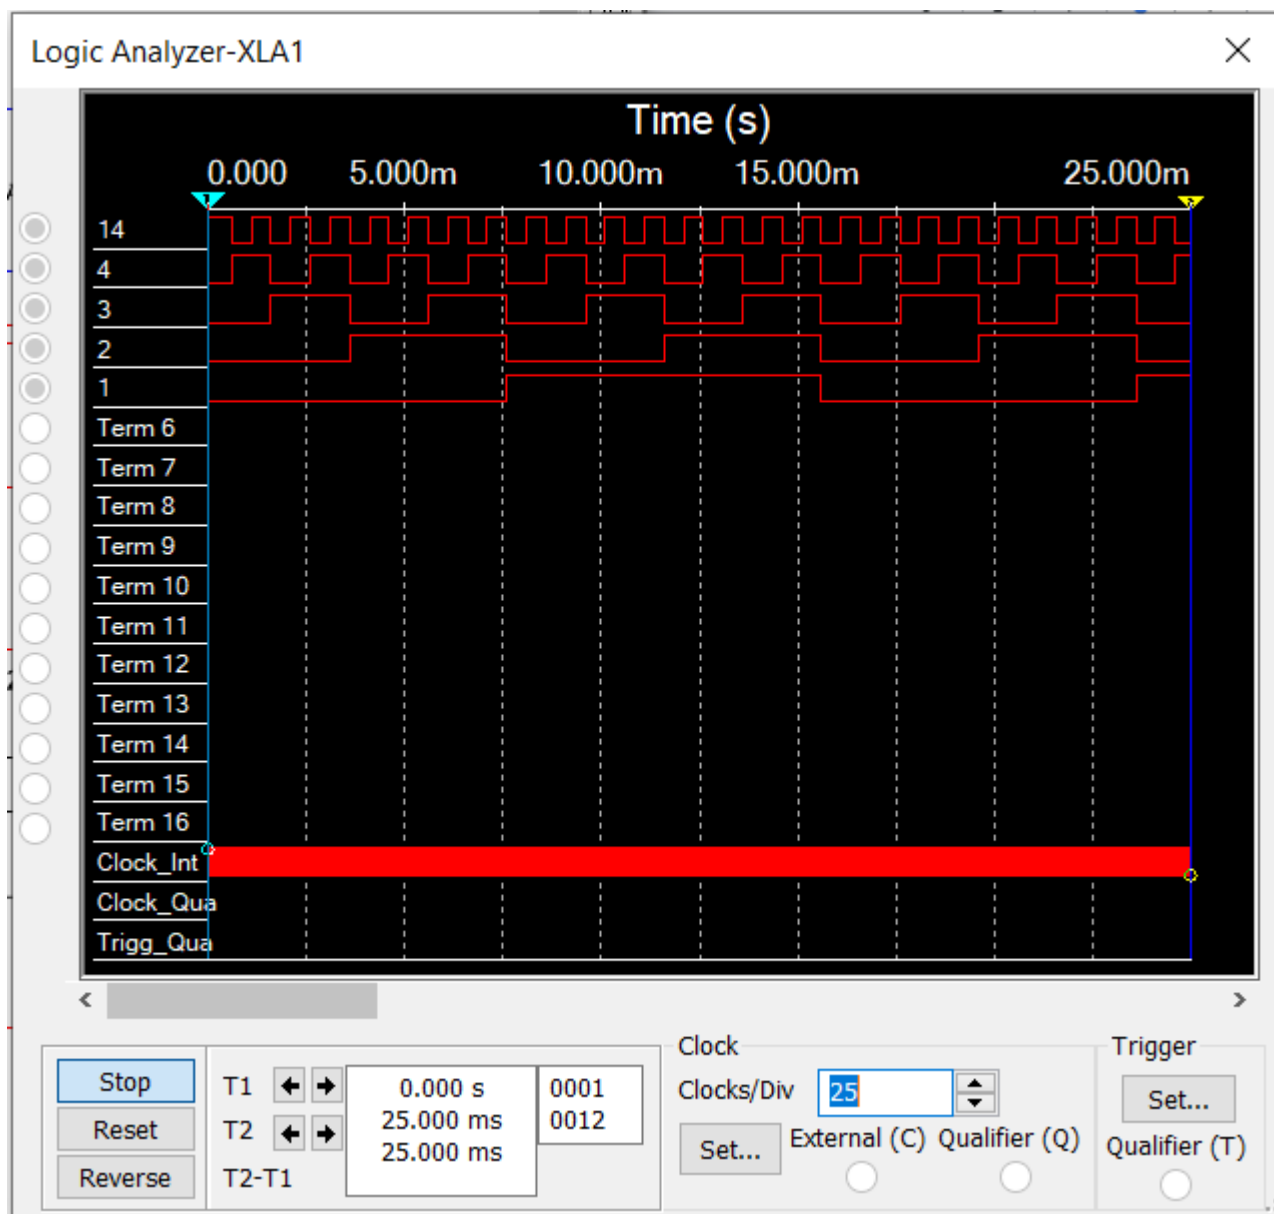 Logic Analyzer-XLA1
Time (s)
0.000 5.000m 10.000m 15.000m 25.000m
14
4
3
2
1
Term 6
Term 7
Term 8
Term 9
Term 10
Term 11
Term 12
Term 13
Term 14
Term 15
Term 16
Clock_Int
Clock_Qua
Trigg_Qua
Stop
Reset
Reverse
T1 0.000 s 0001
T2 25.000 ms 0012
T2-T1 25.000 ms
Clock
Clocks/Div 25
Set...
External (C) Qualifier (Q)
Trigger
Set...
Qualifier (T)